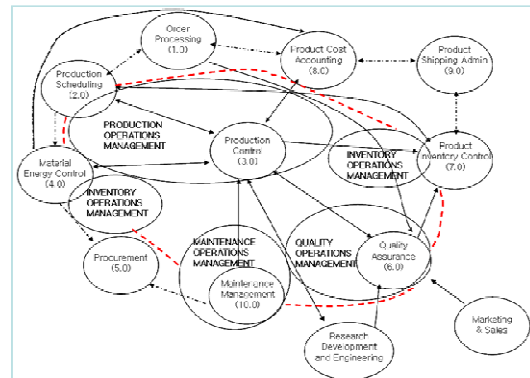 Order
Processing
(1.0)
Product Cost
Accounting
(8.0)
Product
Shipping Admin
(9.0)
Production
Scheduling
(2.0)
PRODUCTION
OPERATIONS
MANAGEMENT
Production
Control
(3.0)
INVENTORY
OPERATIONS
MANAGEMENT
Product
Inventory Control
(7.0)
Material
Energy Control
(4.0)
INVENTORY
OPERATIONS
MANAGEMENT
Procurement
(5.0)
MAINTENANCE
OPERATIONS
MANAGEMENT
QUALITY
OPERATIONS
MANAGEMENT
Quality
Assurance
(6.0)
Maintenance
Management
(10.0)
Research
Development
and Engineering
Marketing
& Sales